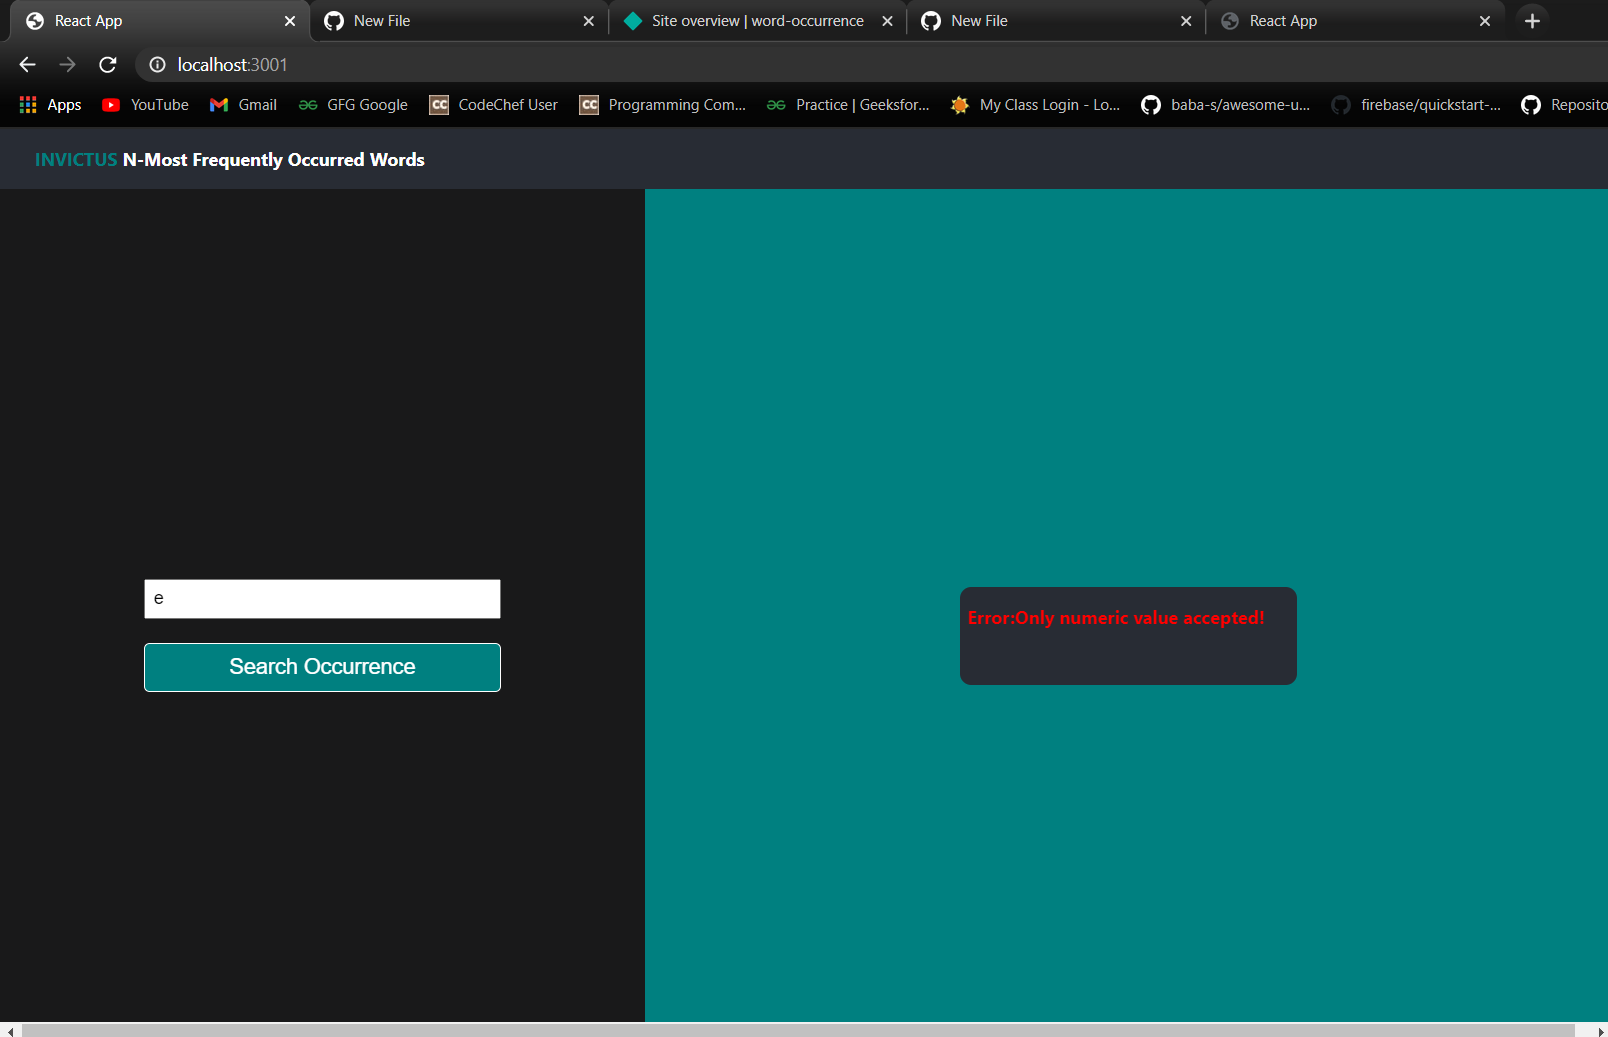 React App
New File
Site overview | word-occurrence
New File
React App
localhost:3001
Apps
YouTube
Gmail
GFG Google
CC
CodeChef User
CC
Programming Com...
Practice | Geeksfor...
My Class Login - Lo...
baba-s/awesome-u...
firebase/quickstart-...
Reposito
INVICTUS N-Most Frequently Occurred Words
e
Search Occurrence
Error:Only numeric value accepted!